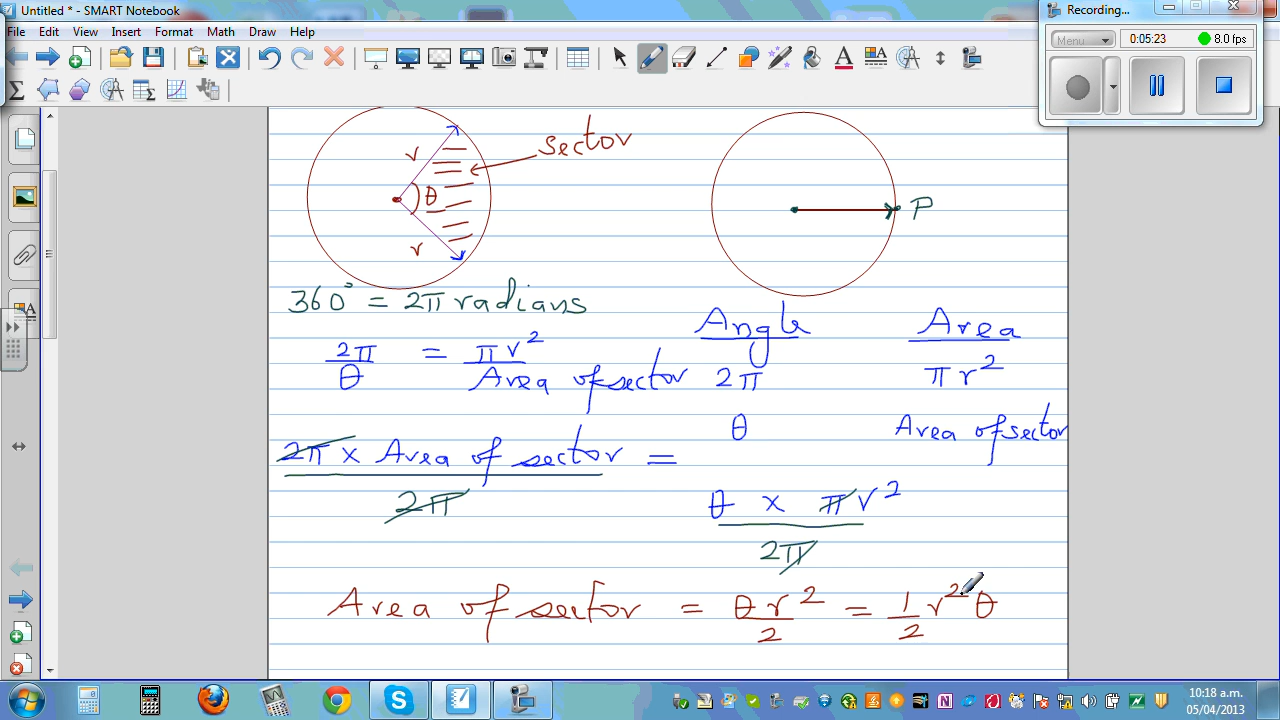 Untitled * - SMART Notebook
Recording...
File Edit View Insert Format Math Draw Help
Menu 0:05:23 8.0 fps
sector
r
θ
r
P
360° = 2π radians
Angle Area
2π/θ = πr²/Area of sector
2π πr²
θ Area of sector
2π x Area of sector =
2π
θ x πr²
2π
Area of sector = θr²/2 = 1/2 r²θ
10:18 a.m.
05/04/2013